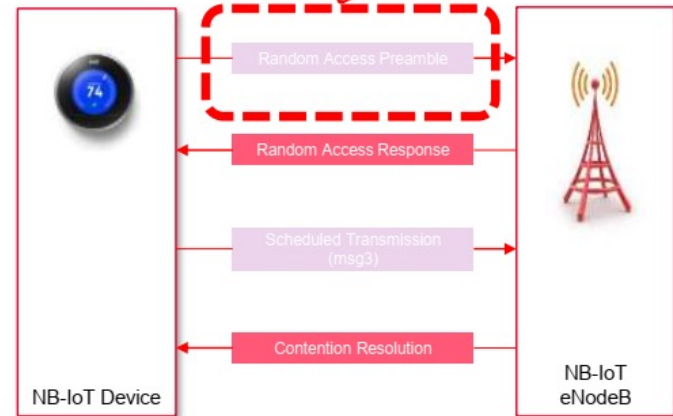 74
Random Access Preamble
Random Access Response
Scheduled Transmission
(msg3)
Contention Resolution
NB-IoT Device
NB-IoT
eNodeB